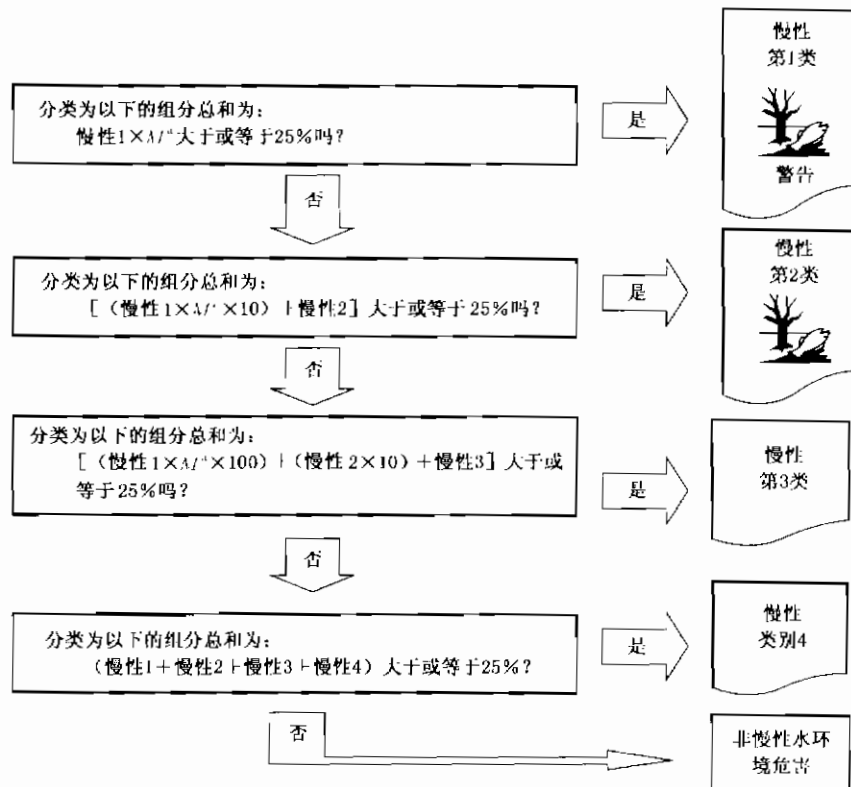 慢性
第1类
警告
分类为以下的组分总和为:
慢性1×M^a大于或等于25%吗?
是
否
分类为以下的组分总和为:
[(慢性1×M^a×10)+慢性2]大于或等于25%吗?
是
慢性
第2类
否
分类为以下的组分总和为:
[(慢性1×M^a×100)+(慢性2×10)+慢性3]大于或
等于25%吗?
是
慢性
第3类
否
分类为以下的组分总和为:
(慢性1+慢性2+慢性3+慢性4)大于或等于25%?
是
慢性
类别4
否
非慢性水环
境危害